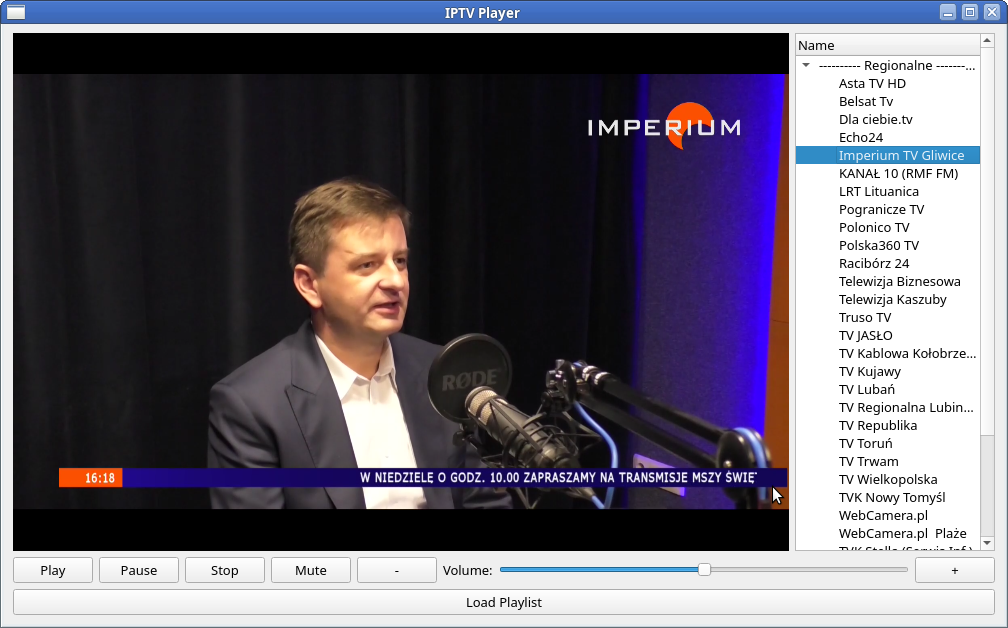 IPTV Player
IMPERIUM
RØDE
16:18
W NIEDZIELĘ O GODZ. 10.00 ZAPRASZAMY NA TRANSMISJE MSZY ŚWIĘ
Name
---------- Regionalne -------...
Asta TV HD
Belsat Tv
Dla ciebie.tv
Echo24
Imperium TV Gliwice
KANAŁ 10 (RMF FM)
LRT Lituanica
Pogranicze TV
Polonico TV
Polska360 TV
Racibórz 24
Telewizja Biznesowa
Telewizja Kaszuby
Truso TV
TV JASŁO
TV Kablowa Kołobrze...
TV Kujawy
TV Lubań
TV Regionalna Lubin...
TV Republika
TV Toruń
TV Trwam
TV Wielkopolska
TVK Nowy Tomyśl
WebCamera.pl
WebCamera.pl  Plaże
Play
Pause
Stop
Mute
-
Volume:
+
Load Playlist